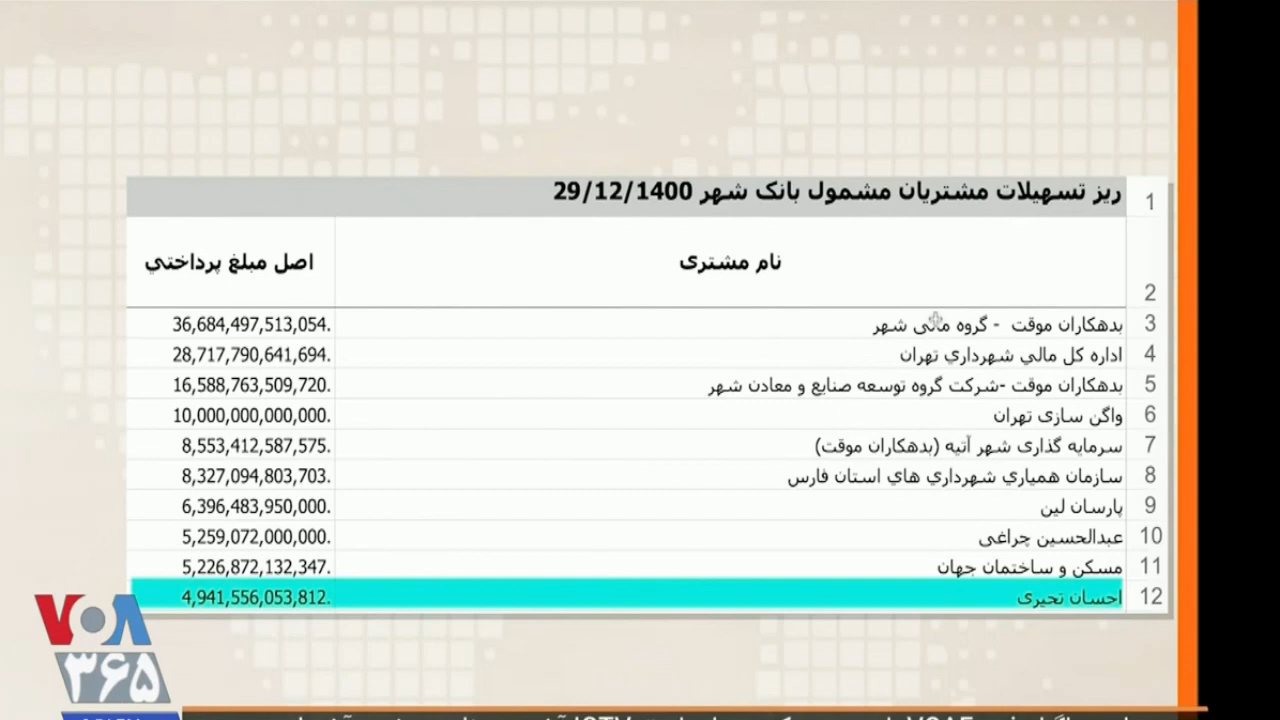 ریز تسهیلات مشتریان مشمول بانک شهر 29/12/1400 1
نام مشتری اصل مبلغ پرداختي 2
بدهکاران موقت - گروه مالی شهر 36,684,497,513,054. 3
اداره کل مالي شهرداري تهران 28,717,790,641,694. 4
بدهکاران موقت -شرکت گروه توسعه صنایع و معادن شهر 16,588,763,509,720. 5
واگن سازی تهران 10,000,000,000,000. 6
سرمایه گذاری شهر آتیه (بدهکاران موقت) 8,553,412,587,575. 7
سازمان همیاري شهرداري هاي استان فارس 8,327,094,803,703. 8
پارسان لین 6,396,483,950,000. 9
عبدالحسین چراغی 5,259,072,000,000. 10
مسکن و ساختمان جهان 5,226,872,132,347. 11
احسان تحیری 4,941,556,053,812. 12
VOA
۳۶۵